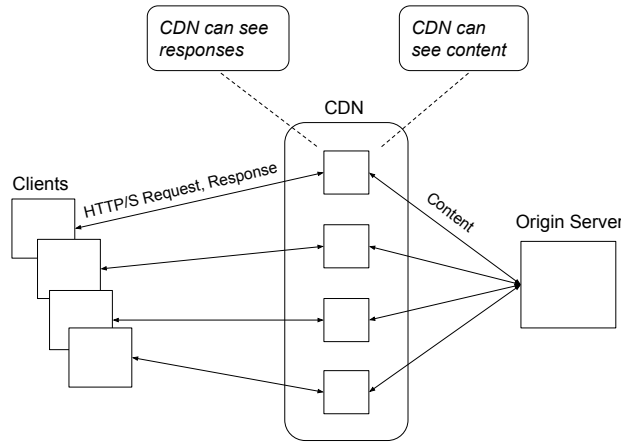 CDN can see
responses
CDN can
see content
CDN
Clients
HTTP/S Request, Response
Content
Origin Server